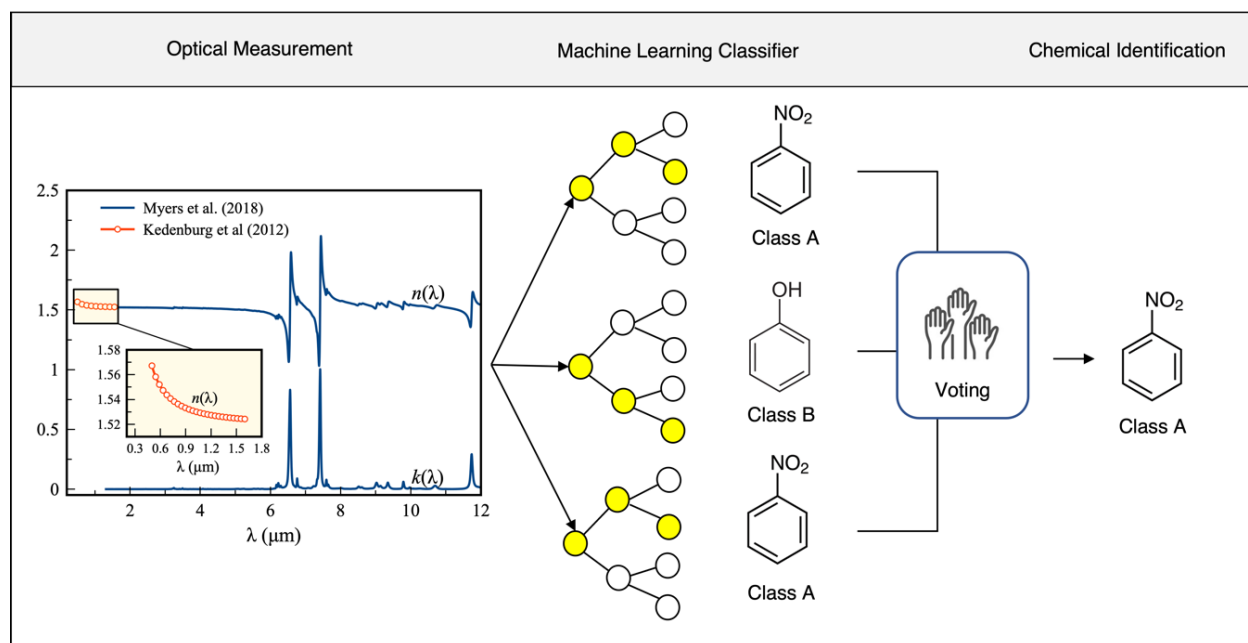 Optical Measurement
Machine Learning Classifier
Chemical Identification
2.5
2
1.5
1
0.5
0
Myers et al. (2018)
Kedenburg et al (2012)
n(λ)
1.58
1.56
1.54
1.52
n(λ)
0.3 0.6 0.9 1.2 1.5 1.8
λ (μm)
k(λ)
2 4 6 8 10 12
λ (μm)
NO₂
Class A
OH
Class B
NO₂
Class A
Voting
NO₂
Class A